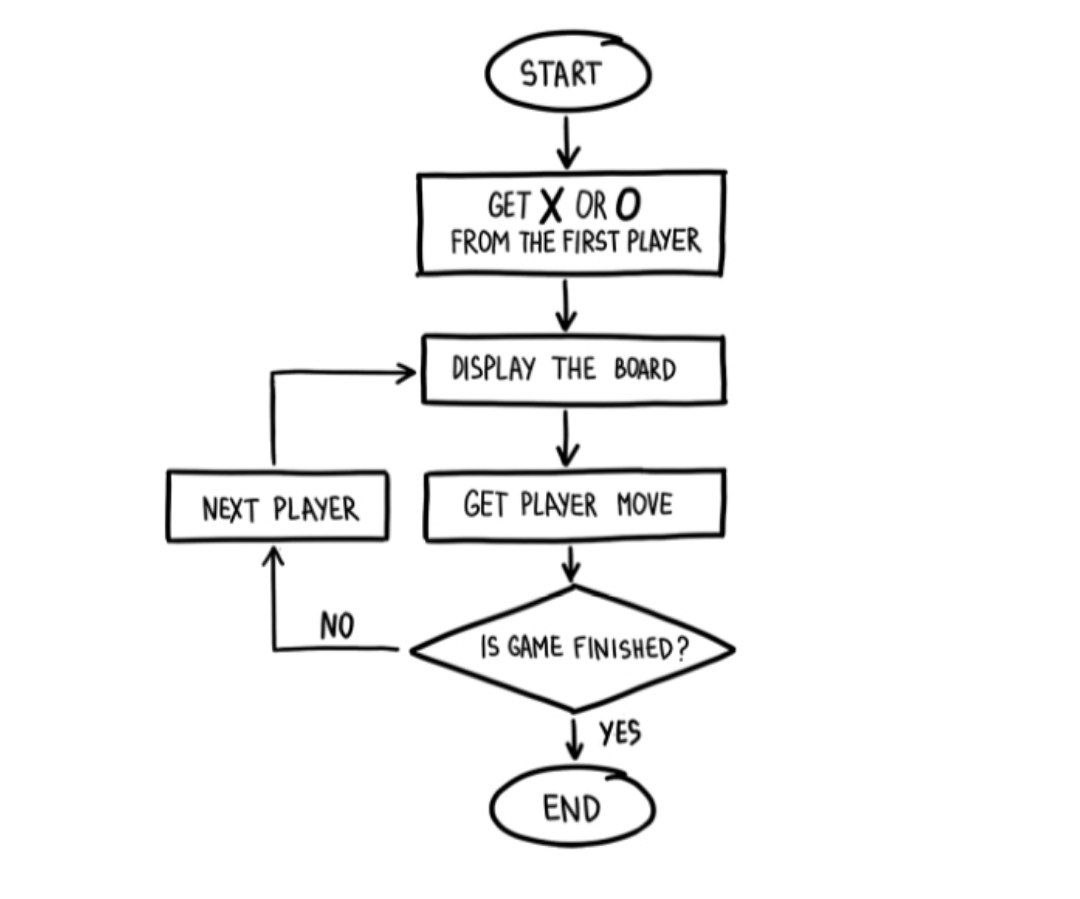 START
GET X OR O
FROM THE FIRST PLAYER
DISPLAY THE BOARD
NEXT PLAYER
GET PLAYER MOVE
NO
IS GAME FINISHED?
YES
END